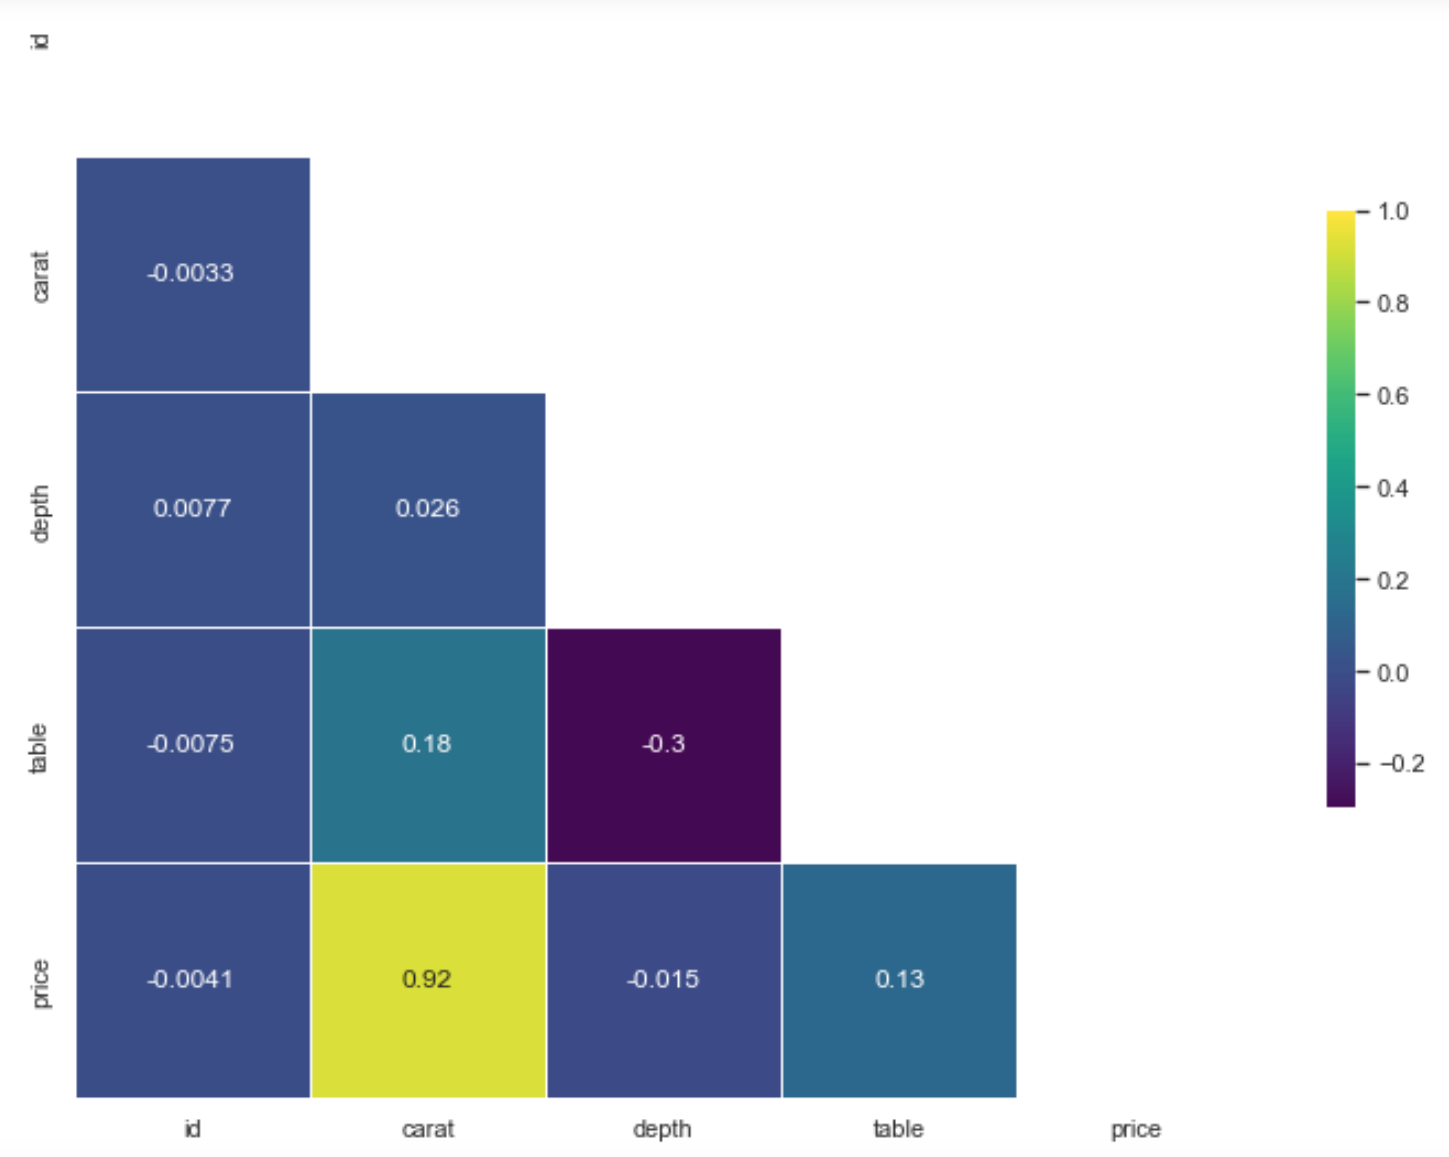 id
1.0
carat
-0.0033
0.8
0.6
depth
0.0077 0.026
0.4
0.2
0.0
table
-0.0075 0.18 -0.3
−0.2
price
-0.0041 0.92 -0.015 0.13
id carat depth table price